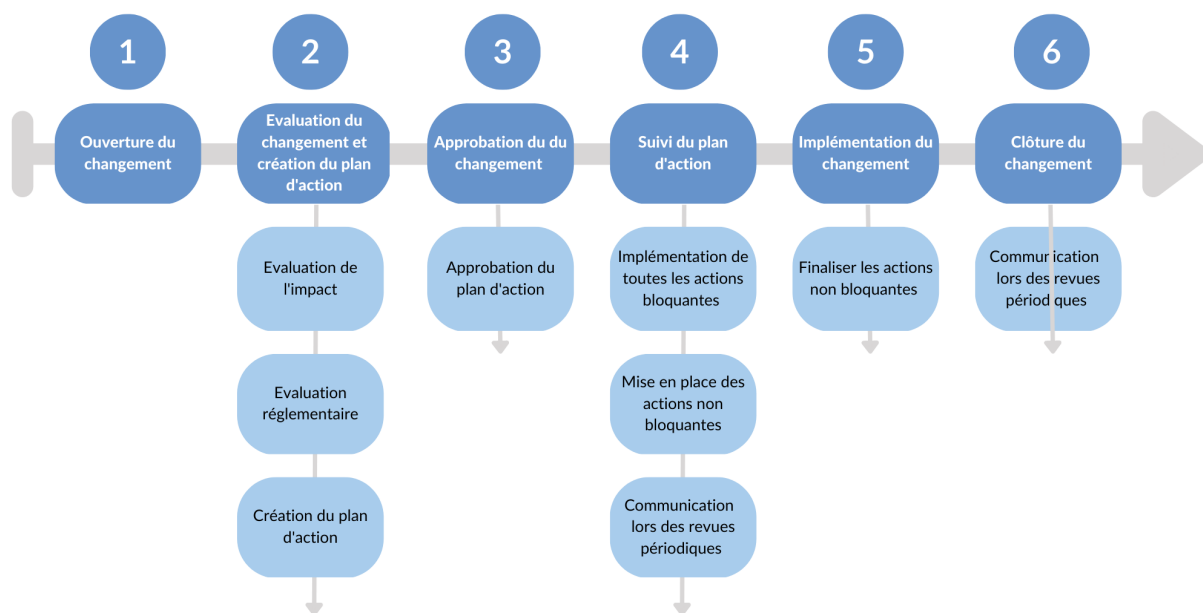 1
2
3
4
5
6
Ouverture du
changement
Evaluation du
changement et
création du plan
d'action
Approbation du du
changement
Suivi du plan
d'action
Implémentation du
changement
Clôture du
changement
Evaluation de
l'impact
Evaluation
réglementaire
Création du plan
d'action
Approbation du
plan d'action
Implémentation de
toutes les actions
bloquantes
Mise en place des
actions non
bloquantes
Communication
lors des revues
périodiques
Finaliser les actions
non bloquantes
Communication
lors des revues
périodiques